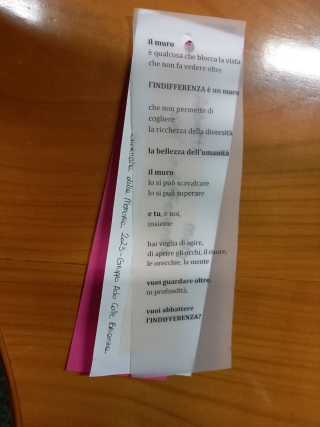 il muro
è qualcosa che blocca la vista
che non fa vedere oltre
l'INDIFFERENZA è un muro
che non permette di
cogliere
la ricchezza della diversità
la bellezza dell'umanità
il muro
lo si può scavalcare
lo si può superare
e tu, e noi,
insieme
hai voglia di agire,
di aprire gli occhi, il cuore,
le orecchie, la mente
vuoi guardare oltre,
in profondità,
vuoi abbattere
l'INDIFFERENZA?
della Memoria 2023 - Gruppo Ado